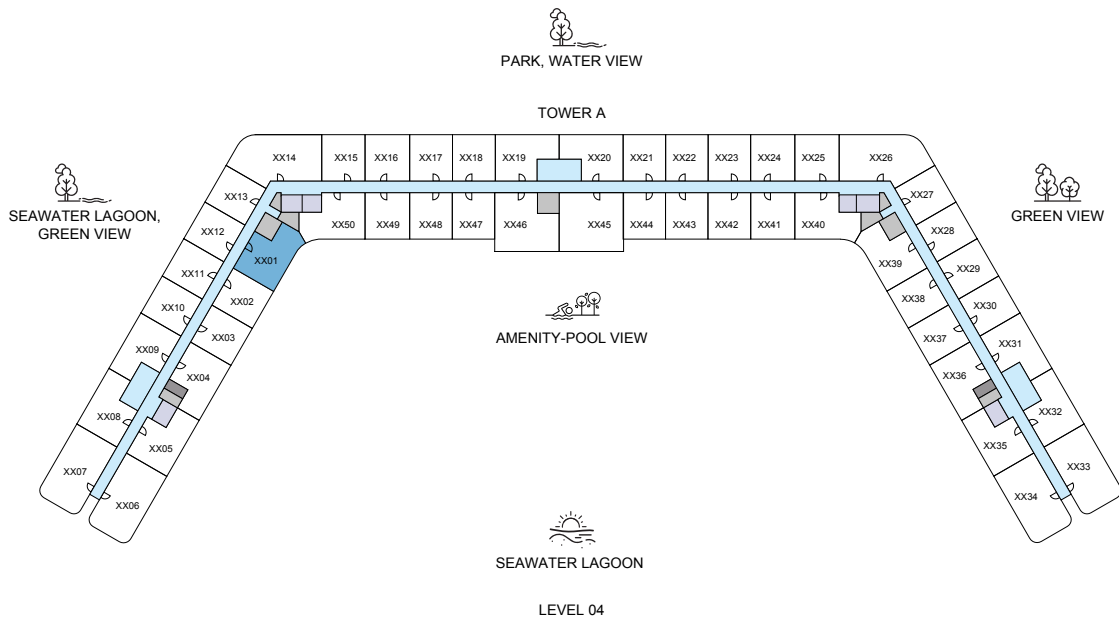 PARK, WATER VIEW
TOWER A
XX14
XX15
XX16
XX17
XX18
XX19
XX20
XX21
XX22
XX23
XX24
XX25
XX26
SEAWATER LAGOON,
GREEN VIEW
GREEN VIEW
XX13
XX12
XX11
XX10
XX09
XX08
XX07
XX01
XX02
XX03
XX04
XX05
XX06
XX50
XX49
XX48
XX47
XX46
XX45
XX44
XX43
XX42
XX41
XX40
XX27
XX28
XX29
XX30
XX31
XX32
XX33
XX39
XX38
XX37
XX36
XX35
XX34
AMENITY-POOL VIEW
SEAWATER LAGOON
LEVEL 04